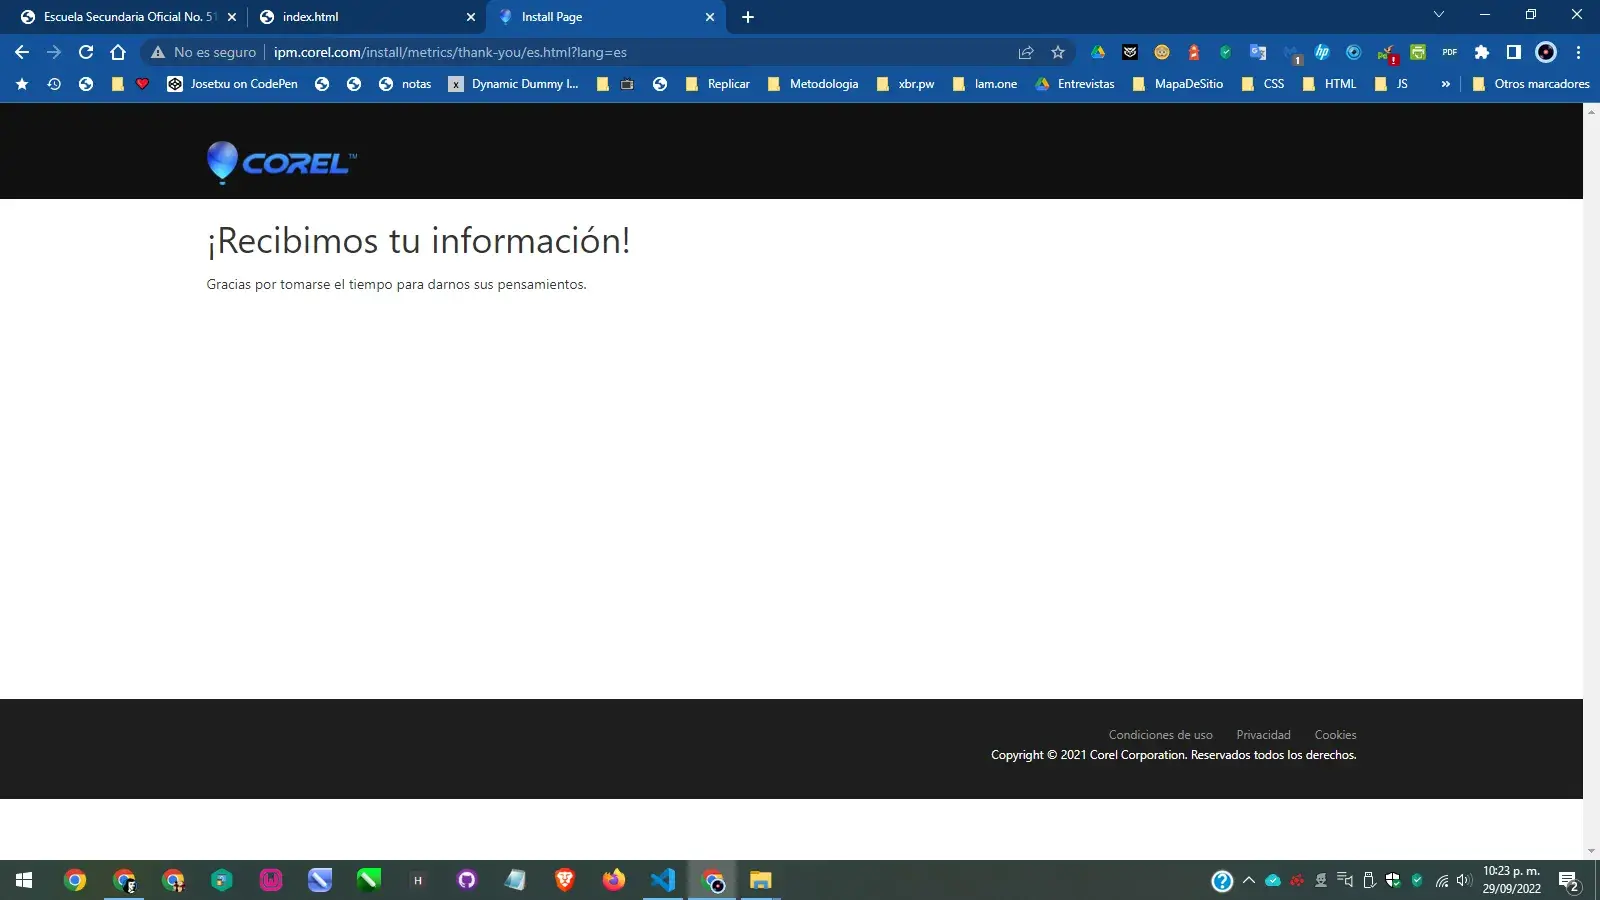 Escuela Secundaria Oficial No. 51
index.html
Install Page
No es seguro
ipm.corel.com/install/metrics/thank-you/es.html?lang=es
Josetxu on CodePen
notas
Dynamic Dummy I...
Replicar
Metodologia
xbr.pw
lam.one
Entrevistas
MapaDeSitio
CSS
HTML
JS
»
Otros marcadores
COREL™
¡Recibimos tu información!
Gracias por tomarse el tiempo para darnos sus pensamientos.
Condiciones de uso
Privacidad
Cookies
Copyright © 2021 Corel Corporation. Reservados todos los derechos.
10:23 p. m.
29/09/2022
2